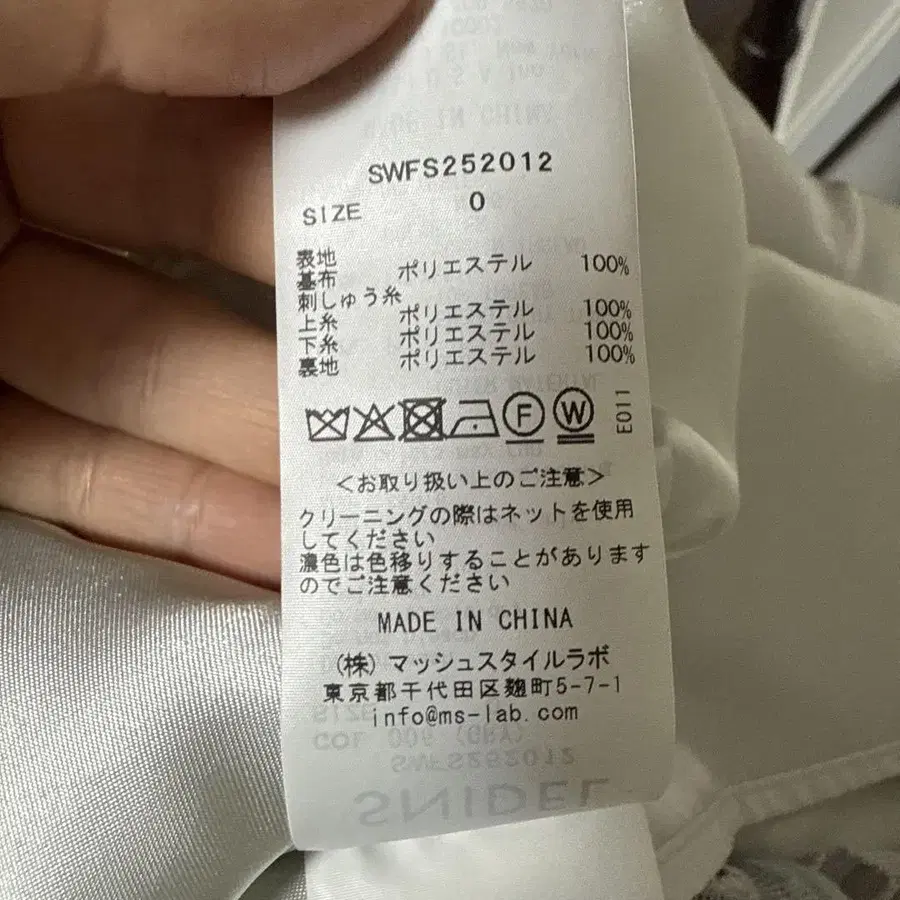 SWFS252012
SIZE 0
表地
基布 ポリエステル 100%
刺しゅう糸
上糸 ポリエステル 100%
下糸 ポリエステル 100%
裏地 ポリエステル 100%
F W E011
<お取り扱い上のご注意>
クリーニングの際はネットを使用
してください
濃色は色移りすることがあります
のでご注意ください
MADE IN CHINA
(株)マッシュスタイルラボ
東京都千代田区麹町5-7-1
info@ms-lab.com
SIZE
COL 006 (GRY)
SWFS252012
SNIDEL